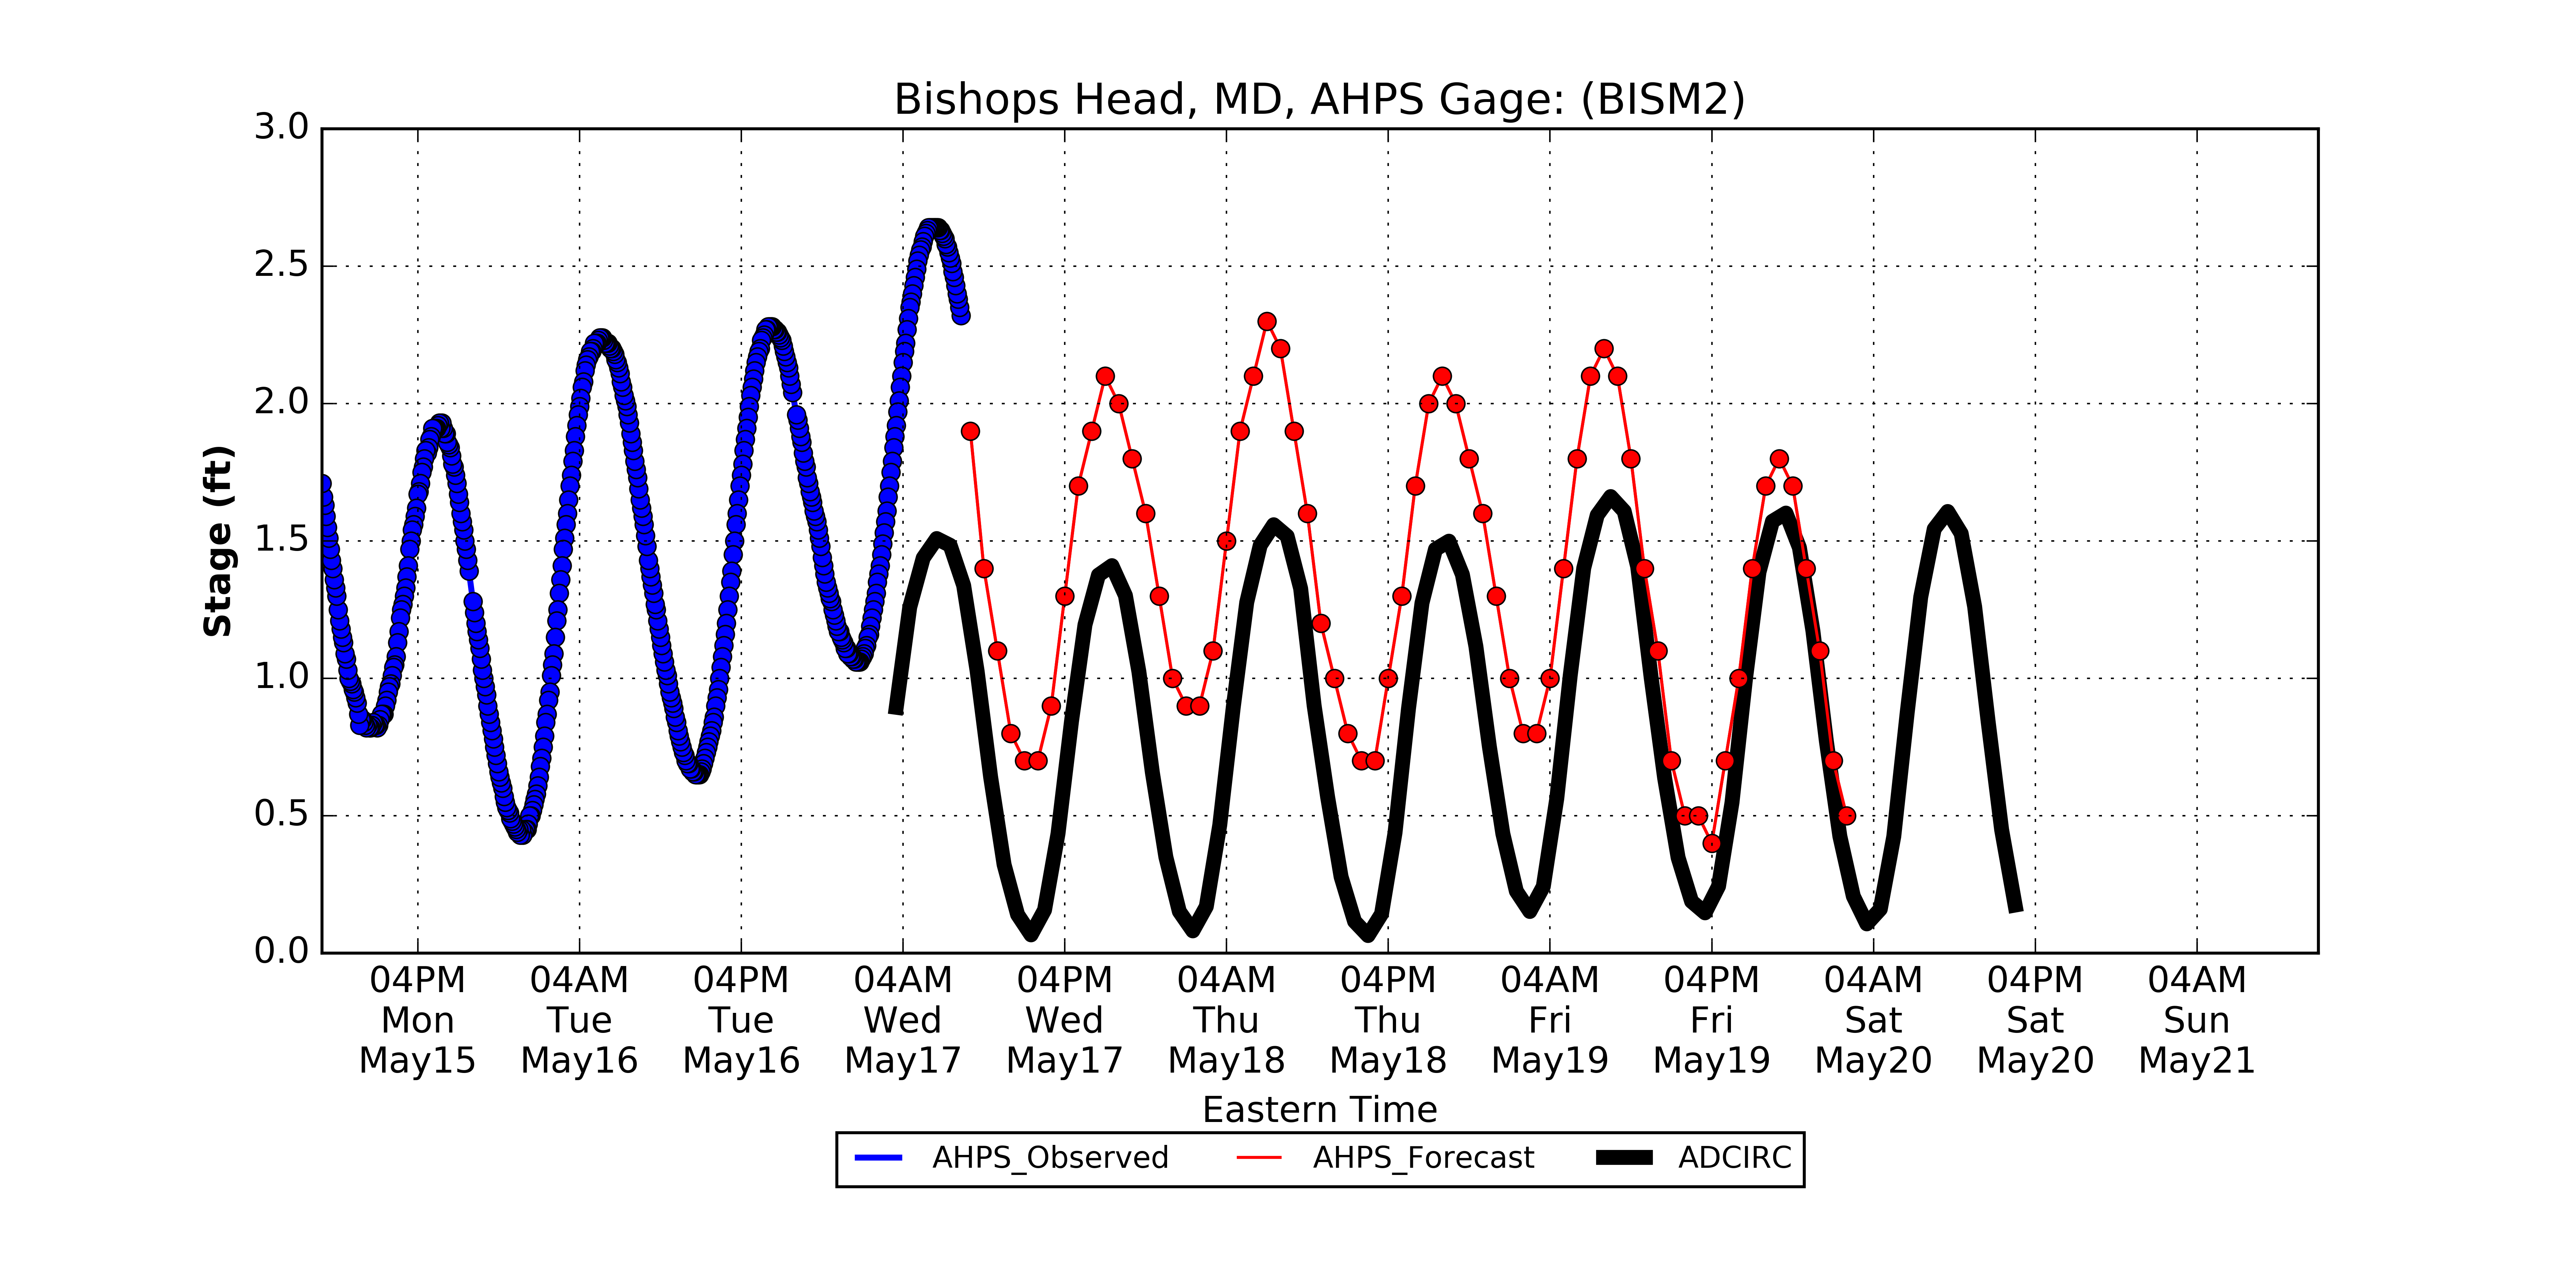 Bishops Head, MD, AHPS Gage: (BISM2)
3.0
2.5
2.0
1.5
1.0
0.5
0.0
Stage (ft)
04PM 04AM 04PM 04AM 04PM 04AM 04PM 04AM 04PM 04AM 04PM 04AM
Mon Tue Tue Wed Wed Thu Thu Fri Fri Sat Sat Sun
May15 May16 May16 May17 May17 May18 May18 May19 May19 May20 May20 May21
Eastern Time
AHPS_Observed AHPS_Forecast ADCIRC